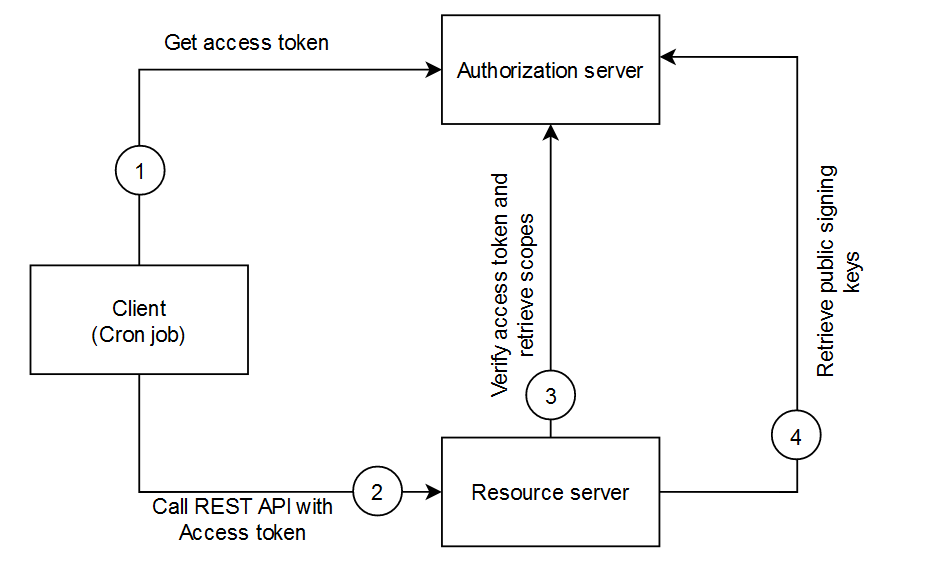 Get access token
Authorization server
1
Client
(Cron job)
Verify access token and
retrieve scopes
Retrieve public signing
keys
3
4
2
Resource server
Call REST API with
Access token